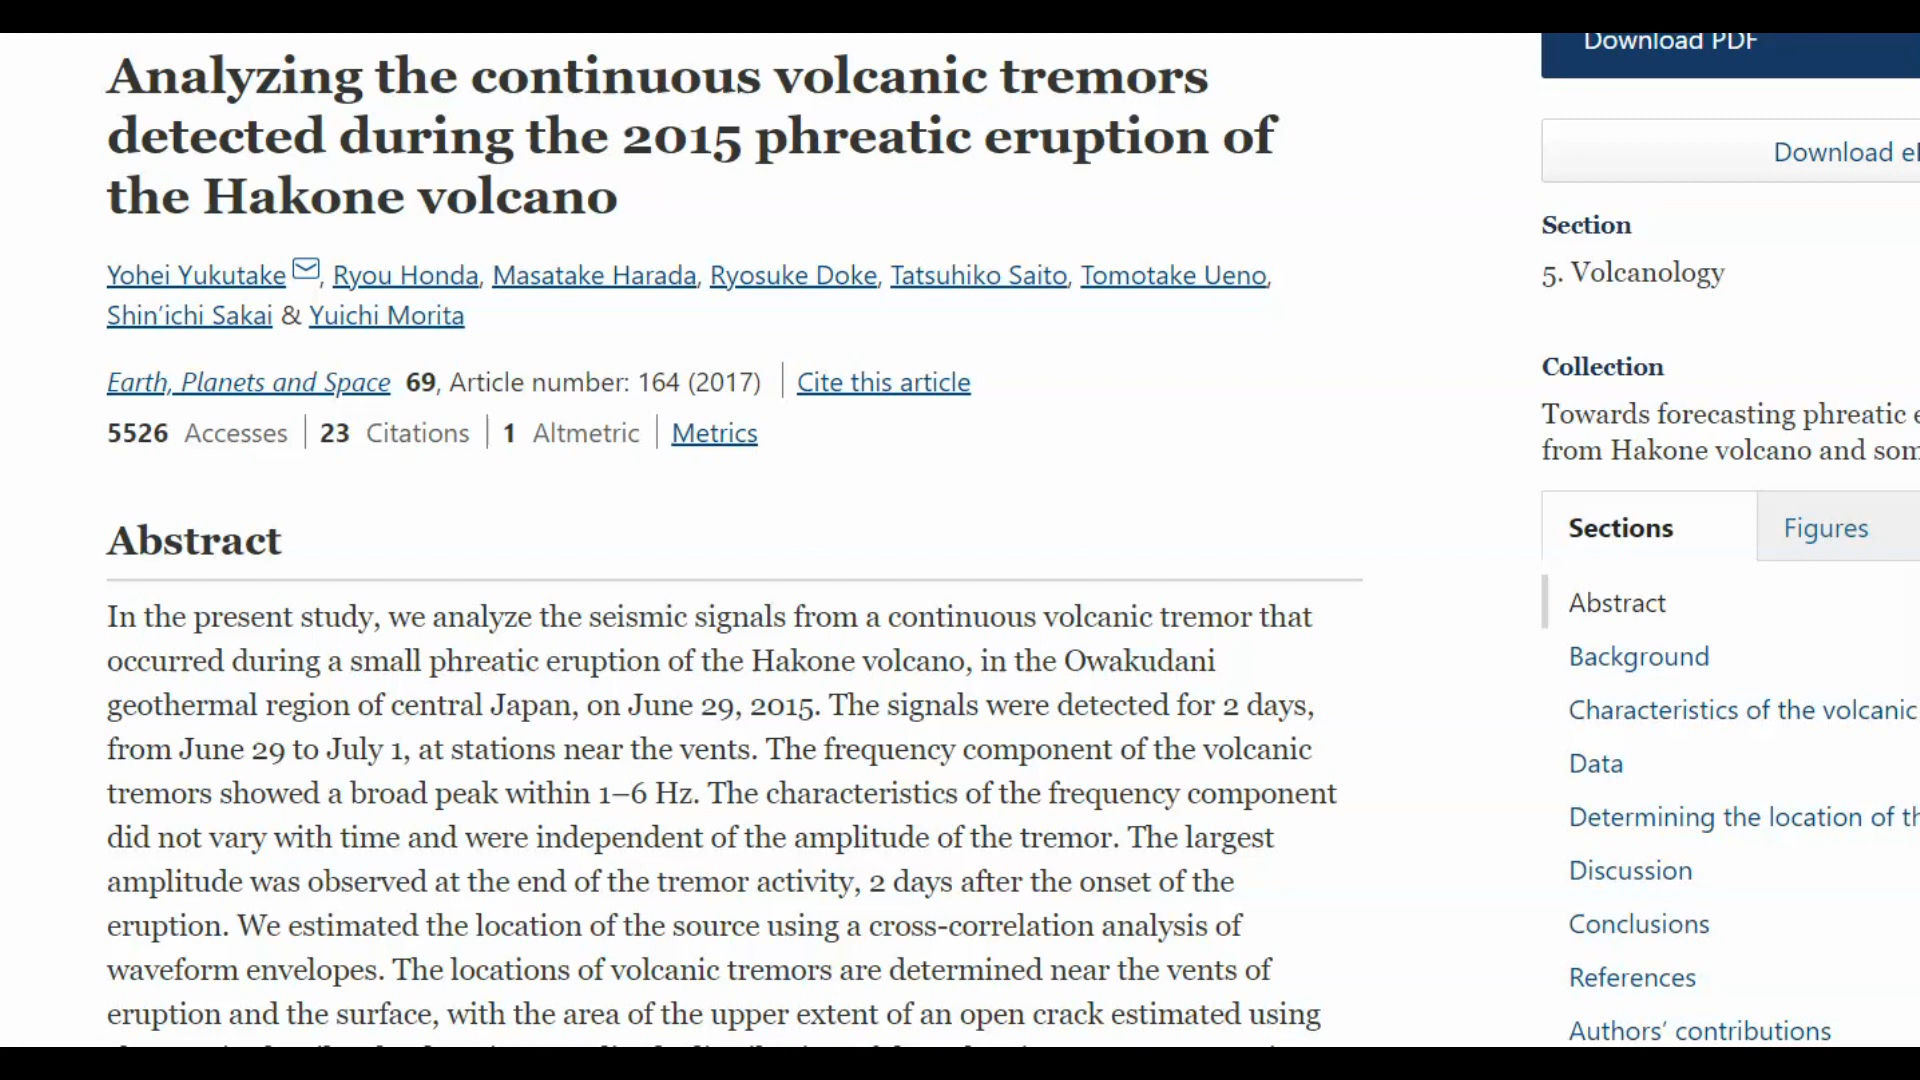 Analyzing the continuous volcanic tremors
detected during the 2015 phreatic eruption of
the Hakone volcano
Yohei Yukutake, Ryou Honda, Masatake Harada, Ryosuke Doke, Tatsuhiko Saito, Tomotake Ueno,
Shin’ichi Sakai & Yuichi Morita
Earth, Planets and Space 69, Article number: 164 (2017) Cite this article
5526 Accesses 23 Citations 1 Altmetric Metrics
Abstract
In the present study, we analyze the seismic signals from a continuous volcanic tremor that
occurred during a small phreatic eruption of the Hakone volcano, in the Owakudani
geothermal region of central Japan, on June 29, 2015. The signals were detected for 2 days,
from June 29 to July 1, at stations near the vents. The frequency component of the volcanic
tremors showed a broad peak within 1–6 Hz. The characteristics of the frequency component
did not vary with time and were independent of the amplitude of the tremor. The largest
amplitude was observed at the end of the tremor activity, 2 days after the onset of the
eruption. We estimated the location of the source using a cross-correlation analysis of
waveform envelopes. The locations of volcanic tremors are determined near the vents of
eruption and the surface, with the area of the upper extent of an open crack estimated using
Download PDF
Download
Section
5. Volcanology
Collection
Towards forecasting phreatic
from Hakone volcano and
Sections Figures
Abstract
Background
Characteristics of the volcanic
Data
Determining the location of
Discussion
Conclusions
References
Authors’ contributions